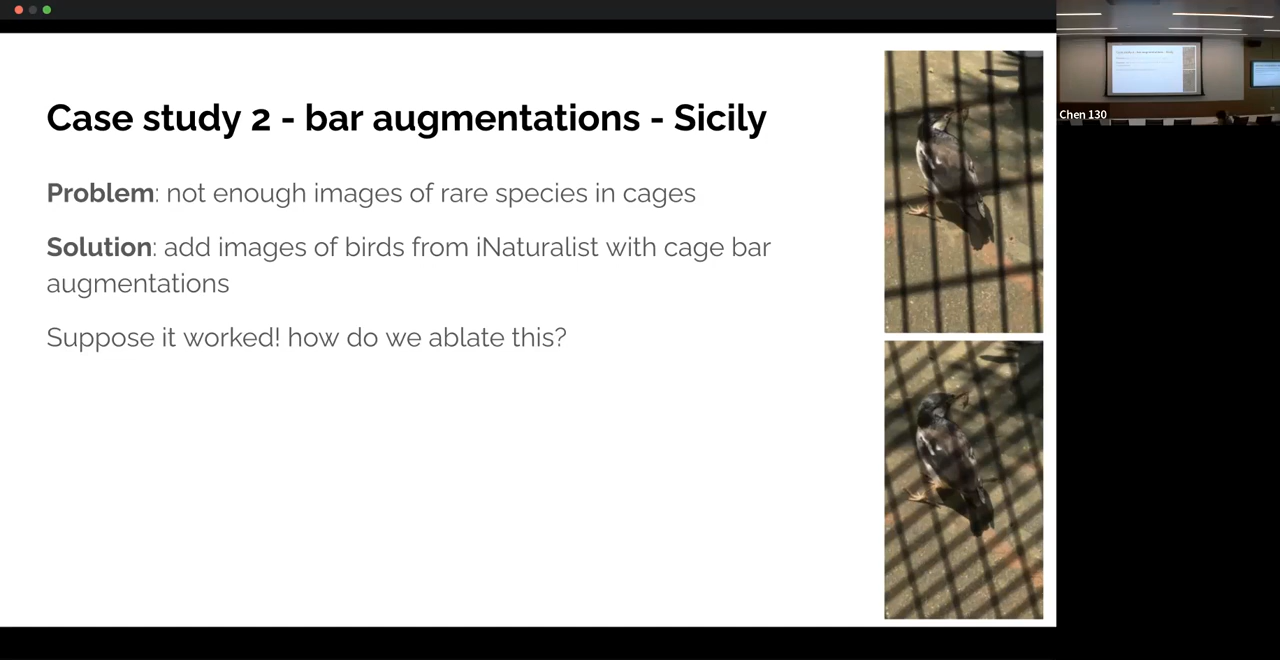 Case study 2 - bar augmentations - Sicily
Problem: not enough images of rare species in cages
Solution: add images of birds from iNaturalist with cage bar
augmentations
Suppose it worked! how do we ablate this?
Chen 130